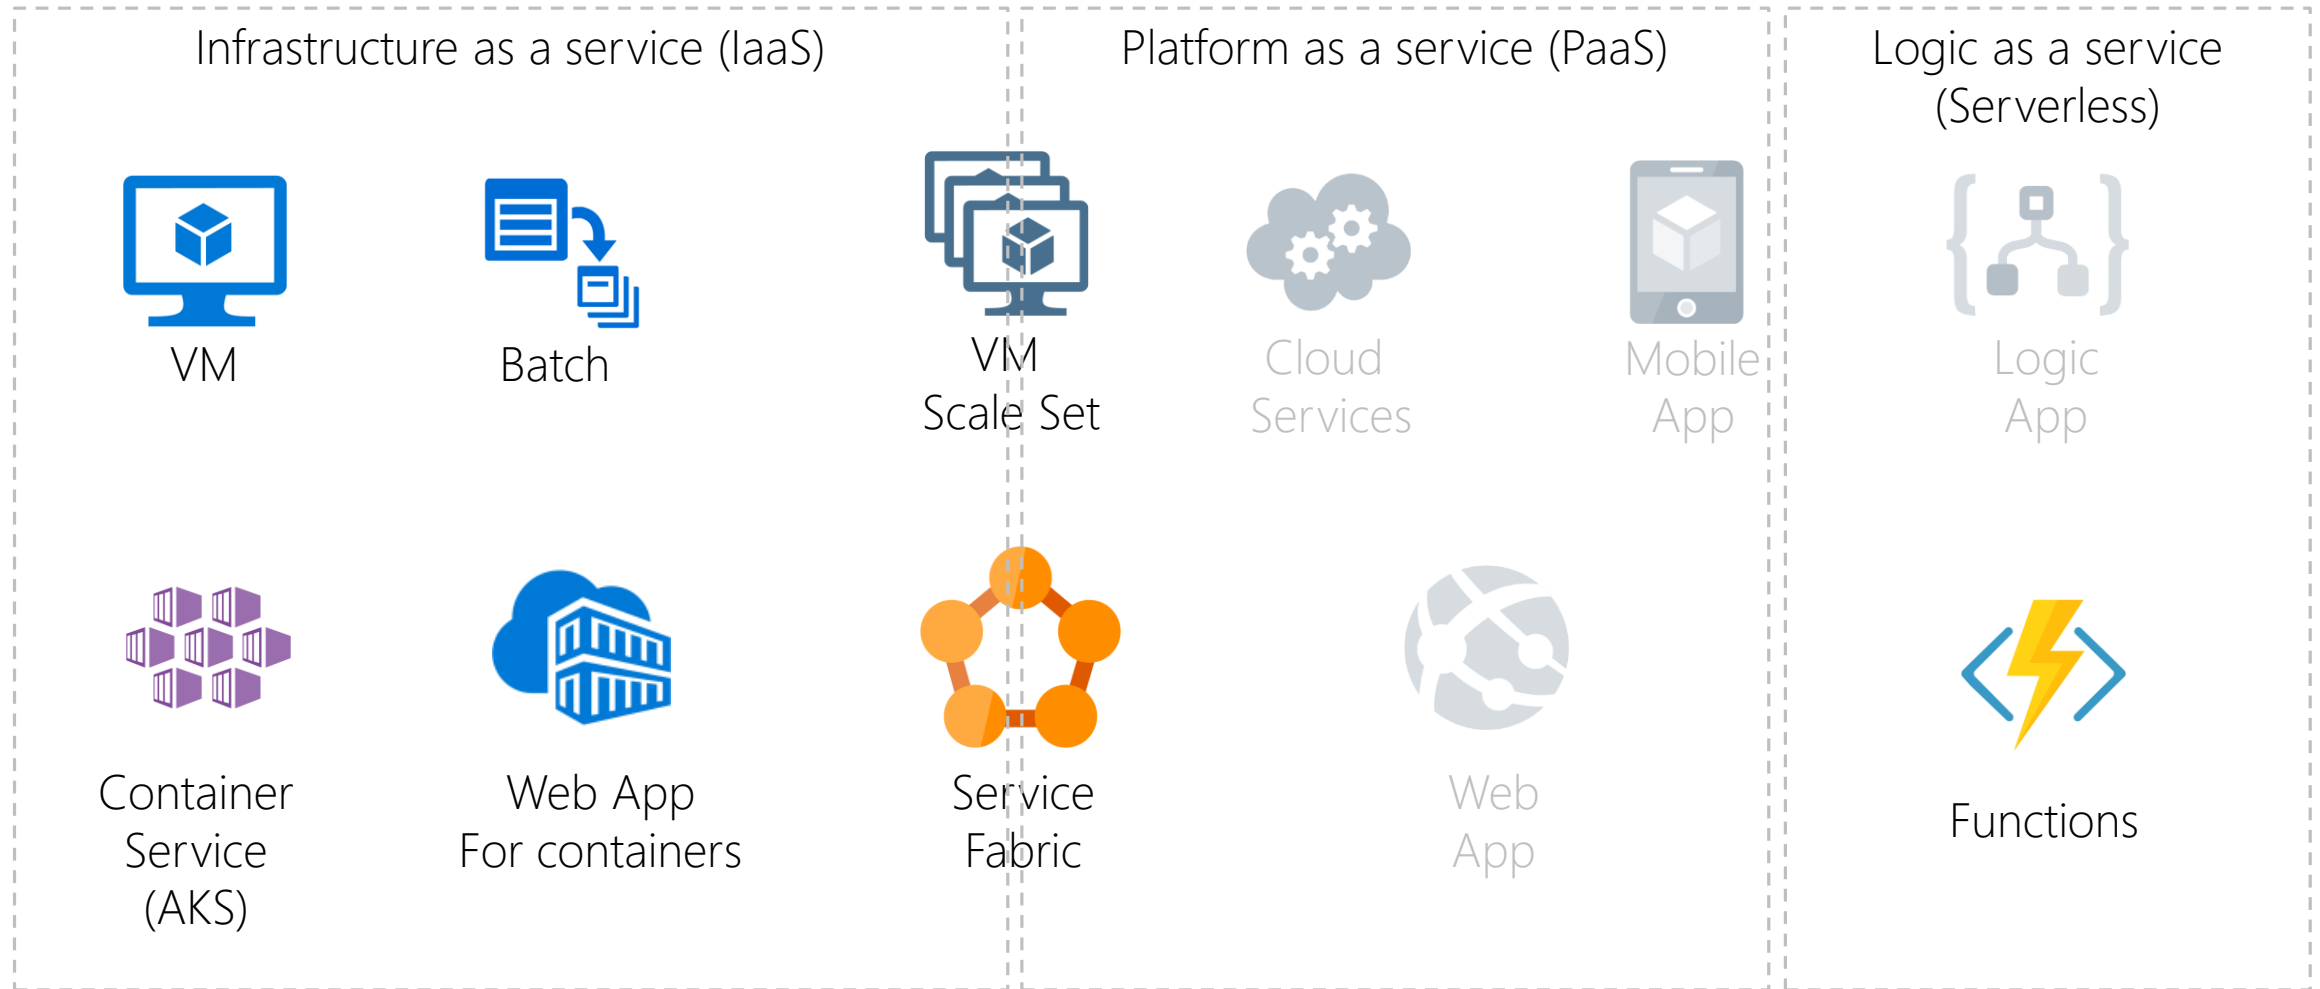 Infrastructure as a service (IaaS)
Platform as a service (PaaS)
Logic as a service
(Serverless)
VM
Batch
VM
Scale Set
Cloud
Services
Mobile
App
Logic
App
Container
Service
(AKS)
Web App
For containers
Service
Fabric
Web
App
Functions